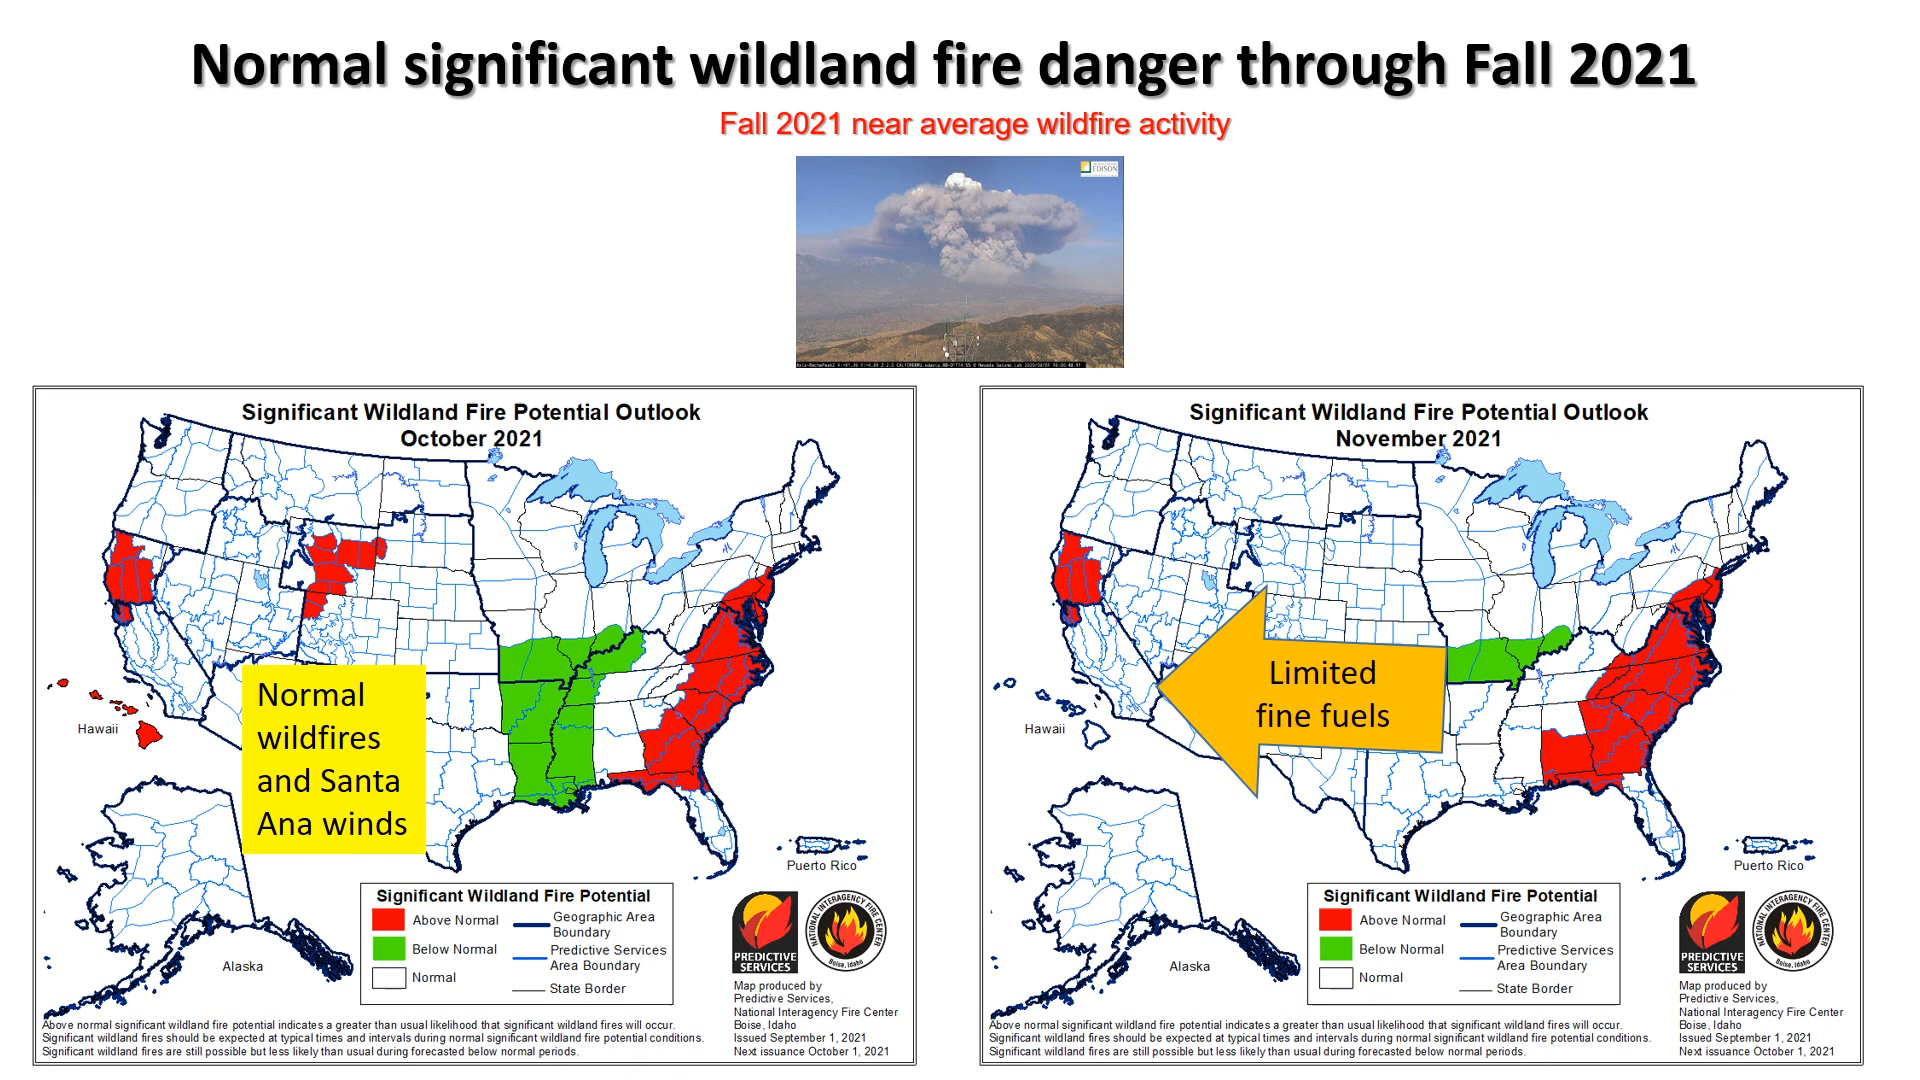 Normal significant wildland fire danger through Fall 2021
Fall 2021 near average wildfire activity
EDISON
Significant Wildland Fire Potential Outlook
October 2021
Normal
wildfires
and Santa
Ana winds
Hawaii
Alaska
Puerto Rico
Significant Wildland Fire Potential
Above Normal
Below Normal
Normal
Geographic Area
Boundary
Predictive Services
Area Boundary
State Border
PREDICTIVE
SERVICES
NATIONAL INTERAGENCY FIRE CENTER
Boise, Idaho
Map produced by
Predictive Services,
National Interagency Fire Center
Boise, Idaho
Issued September 1, 2021
Next issuance October 1, 2021
Above normal significant wildland fire potential indicates a greater than usual likelihood that significant wildland fires will occur.
Significant wildland fires should be expected at typical times and intervals during normal significant wildland fire potential conditions.
Significant wildland fires are still possible but less likely than usual during forecasted below normal periods.
Significant Wildland Fire Potential Outlook
November 2021
Limited
fine fuels
Hawaii
Alaska
Puerto Rico
Significant Wildland Fire Potential
Above Normal
Below Normal
Normal
Geographic Area
Boundary
Predictive Services
Area Boundary
State Border
PREDICTIVE
SERVICES
NATIONAL INTERAGENCY FIRE CENTER
Boise, Idaho
Map produced by
Predictive Services,
National Interagency Fire Center
Boise, Idaho
Issued September 1, 2021
Next issuance October 1, 2021
Above normal significant wildland fire potential indicates a greater than usual likelihood that significant wildland fires will occur.
Significant wildland fires should be expected at typical times and intervals during normal significant wildland fire potential conditions.
Significant wildland fires are still possible but less likely than usual during forecasted below normal periods.